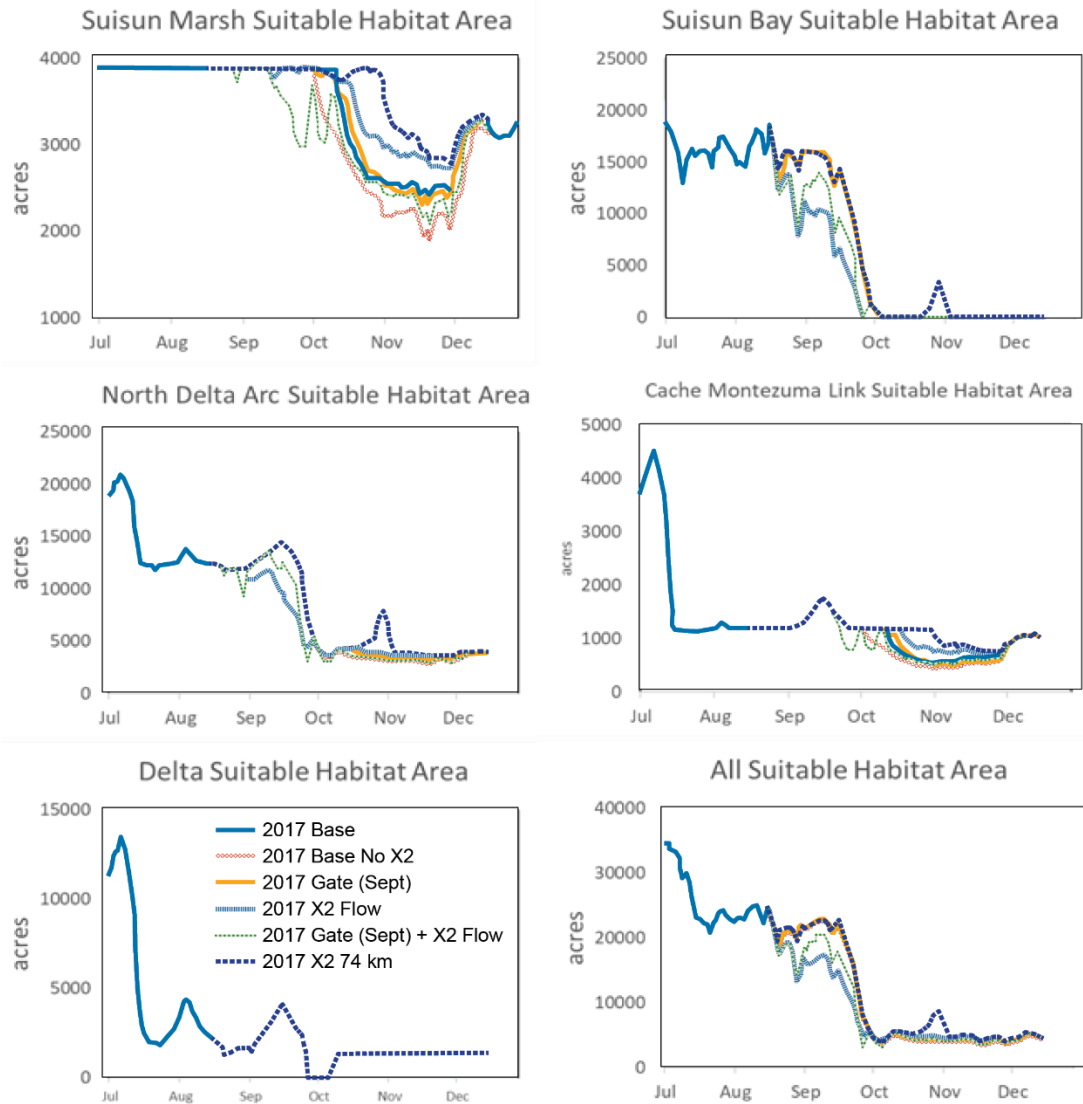 Suisun Marsh Suitable Habitat Area
4000
3000
2000
1000
acres
Jul Aug Sep Oct Nov Dec
Suisun Bay Suitable Habitat Area
25000
20000
15000
10000
5000
0
acres
Jul Aug Sep Oct Nov Dec
North Delta Arc Suitable Habitat Area
25000
20000
15000
10000
5000
0
acres
Jul Aug Sep Oct Nov Dec
Cache Montezuma Link Suitable Habitat Area
5000
4000
3000
2000
1000
0
acres
Jul Aug Sep Oct Nov Dec
Delta Suitable Habitat Area
15000
10000
5000
0
acres
Jul Aug Sep Oct Nov Dec
2017 Base
2017 Base No X2
2017 Gate (Sept)
2017 X2 Flow
2017 Gate (Sept) + X2 Flow
2017 X2 74 km
All Suitable Habitat Area
40000
30000
20000
10000
0
acres
Jul Aug Sep Oct Nov Dec